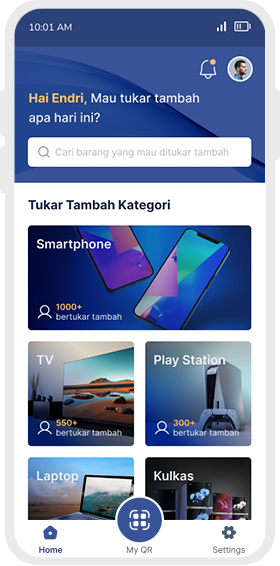 10:01 AM
Hai Endri, Mau tukar tambah
apa hari ini?
Cari barang yang mau ditukar tambah
Tukar Tambah Kategori
Smartphone
1000+
bertukar tambah
TV
550+
bertukar tambah
Play Station
300+
bertukar tambah
Laptop
Kulkas
Home
My QR
Settings